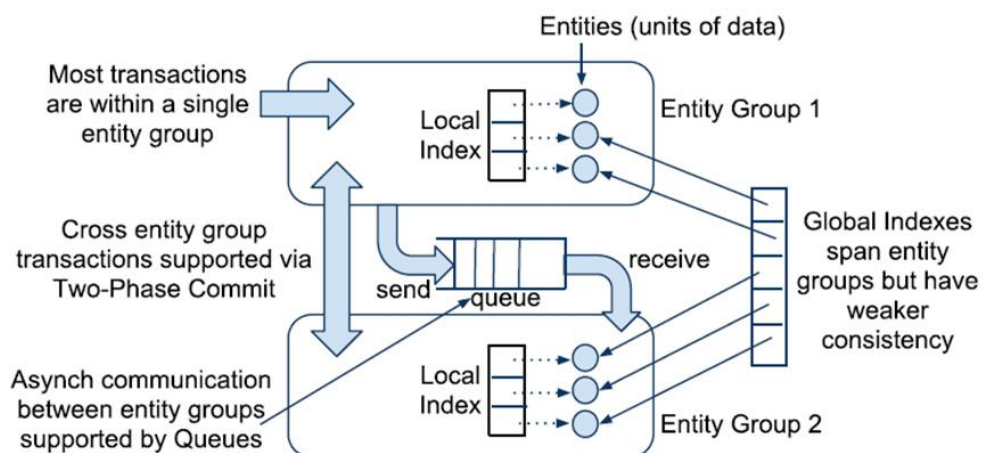 Entities (units of data)
Most transactions
are within a single
entity group
Local
Index
Entity Group 1
Cross entity group
transactions supported via
Two-Phase Commit
send
queue
receive
Global Indexes
span entity
groups but have
weaker
consistency
Asynch communication
between entity groups
supported by Queues
Local
Index
Entity Group 2